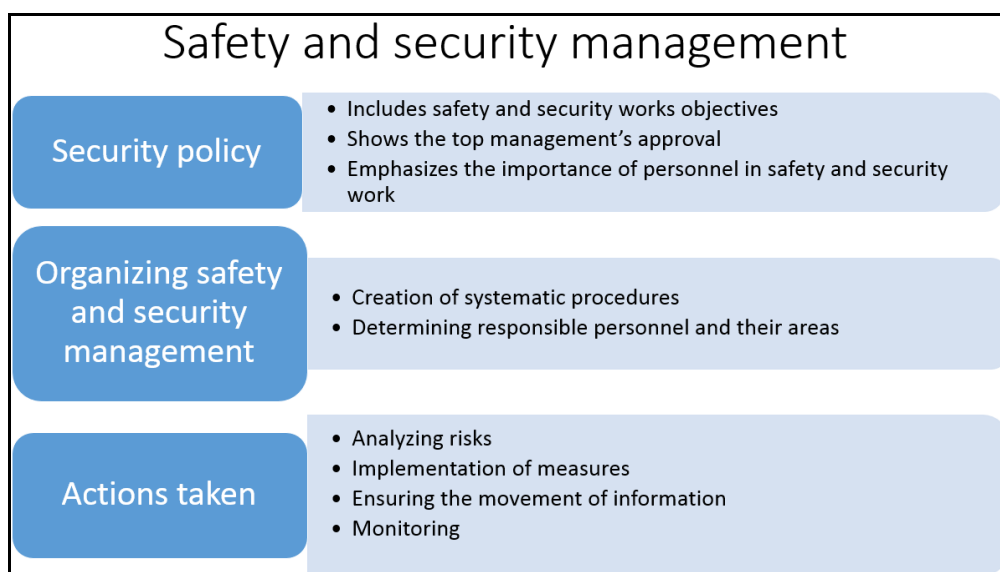 Safety and security management
Security policy
• Includes safety and security works objectives
• Shows the top management’s approval
• Emphasizes the importance of personnel in safety and security
work
Organizing safety
and security
management
• Creation of systematic procedures
• Determining responsible personnel and their areas
Actions taken
• Analyzing risks
• Implementation of measures
• Ensuring the movement of information
• Monitoring